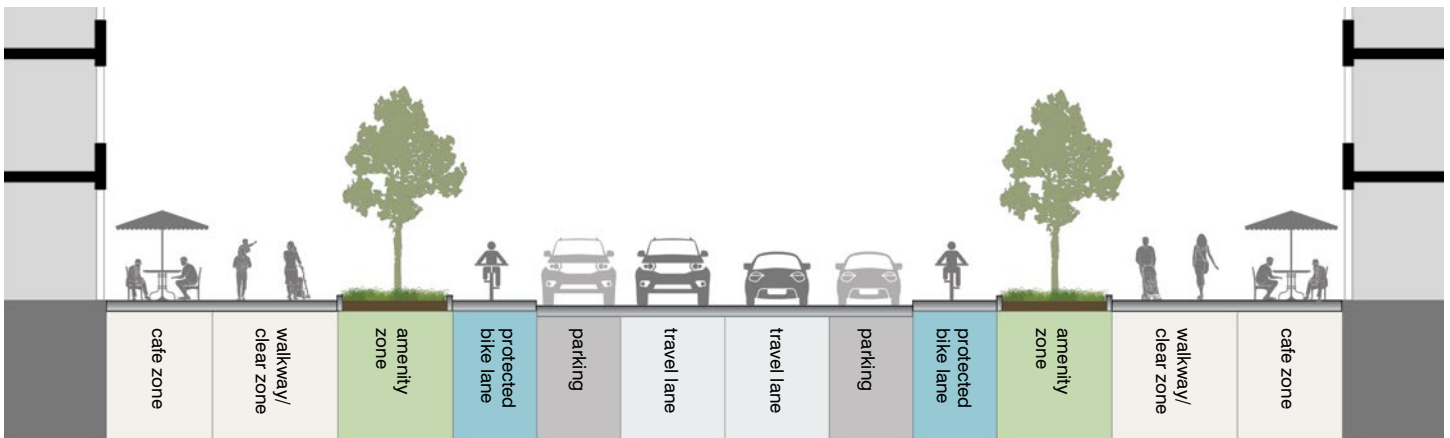 cafe zone
walkway/
clear zone
amenity
zone
protected
bike lane
parking
travel lane
travel lane
parking
protected
bike lane
amenity
zone
walkway/
clear zone
cafe zone